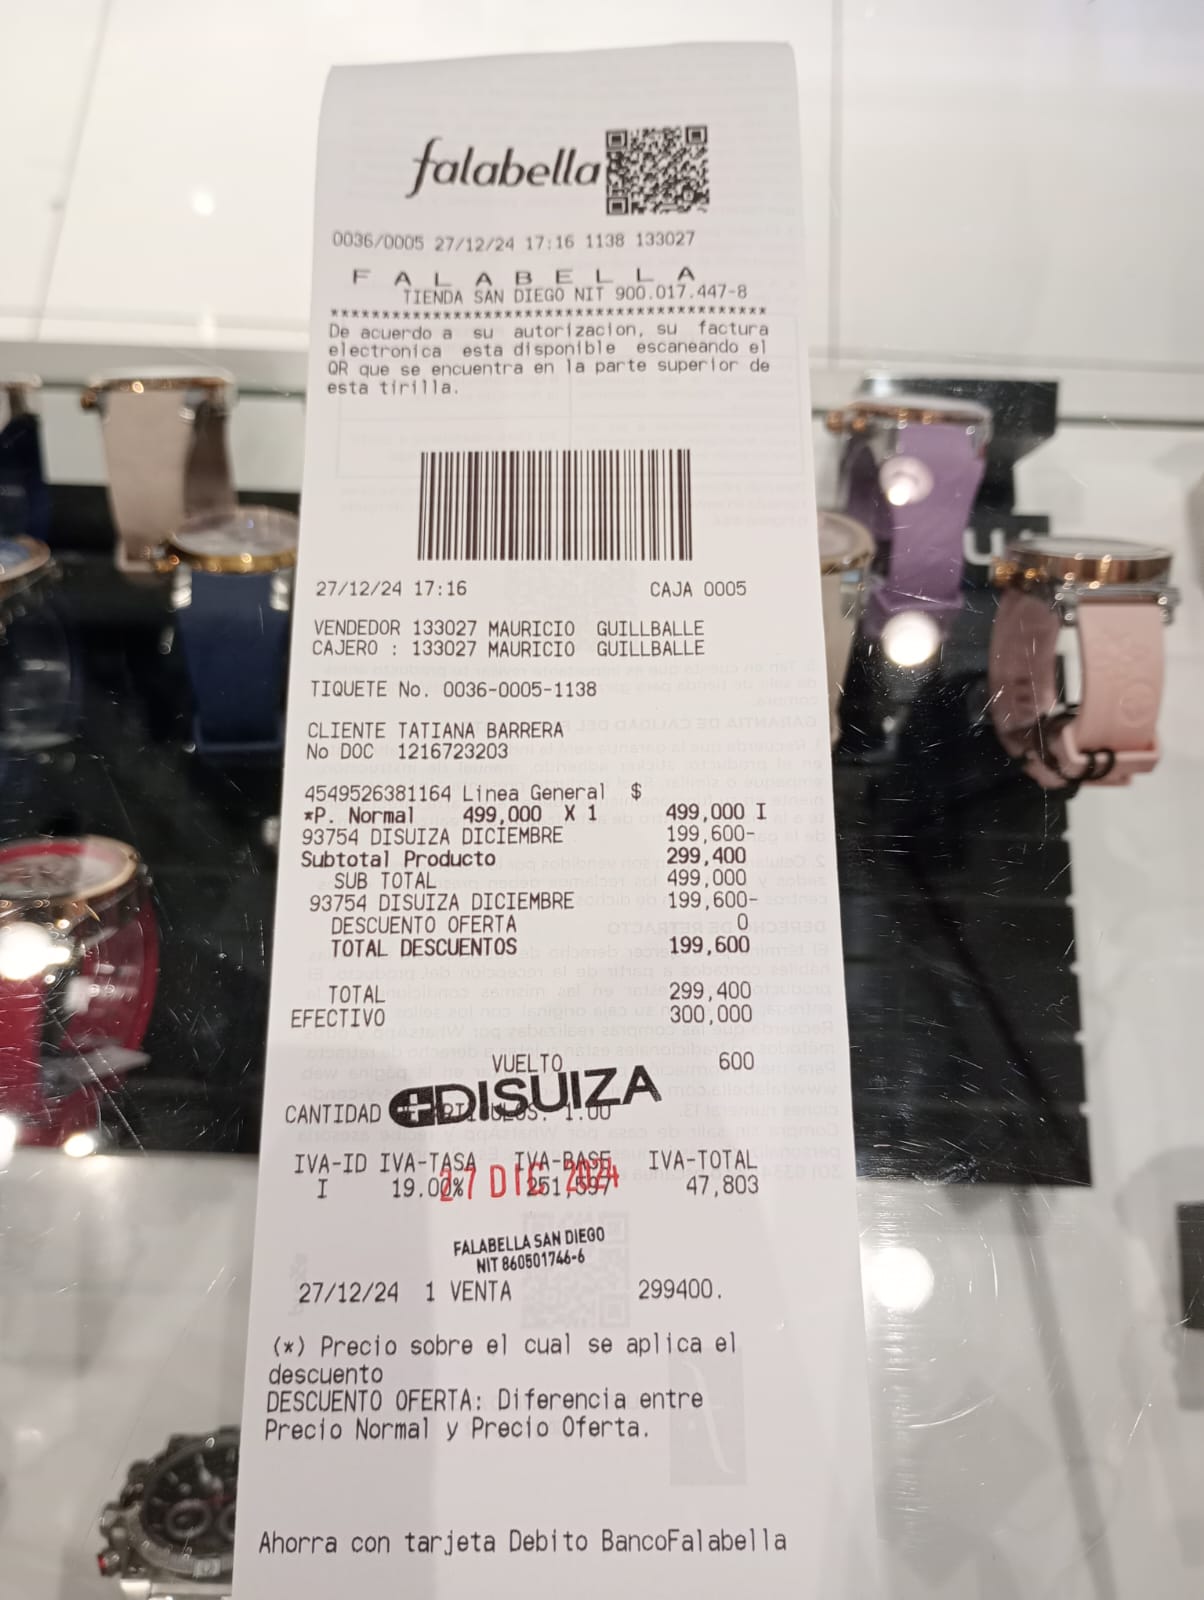 falabella
0036/0005 27/12/24 17:16 1138 133027
F A L A B E L L A
TIENDA SAN DIEGO NIT 900.017.447-8
************************************************
De acuerdo a su autorizacion, su factura
electronica esta disponible escaneando el
QR que se encuentra en la parte superior de
esta tirilla.
27/12/24 17:16 CAJA 0005
VENDEDOR 133027 MAURICIO GUILLBALLE
CAJERO : 133027 MAURICIO GUILLBALLE
TIQUETE No. 0036-0005-1138
CLIENTE TATIANA BARRERA
No DOC 1216723203
4549526381164 Linea General $
*P. Normal 499,000 X 1 499,000 I
93754 DISUIZA DICIEMBRE 199,600-
Subtotal Producto 299,400
SUB TOTAL 499,000
93754 DISUIZA DICIEMBRE 199,600-
DESCUENTO OFERTA 0
TOTAL DESCUENTOS 199,600
TOTAL 299,400
EFECTIVO 300,000
VUELTO 600
DISUIZA
CANTIDAD 1.00
IVA-ID IVA-TASA IVA-BASE IVA-TOTAL
I 19.00% 251,597 47,803
27 DIC 2024
FALABELLA SAN DIEGO
NIT 860501746-6
27/12/24 1 VENTA 299400.
(*) Precio sobre el cual se aplica el
descuento
DESCUENTO OFERTA: Diferencia entre
Precio Normal y Precio Oferta.
Ahorra con tarjeta Debito BancoFalabella